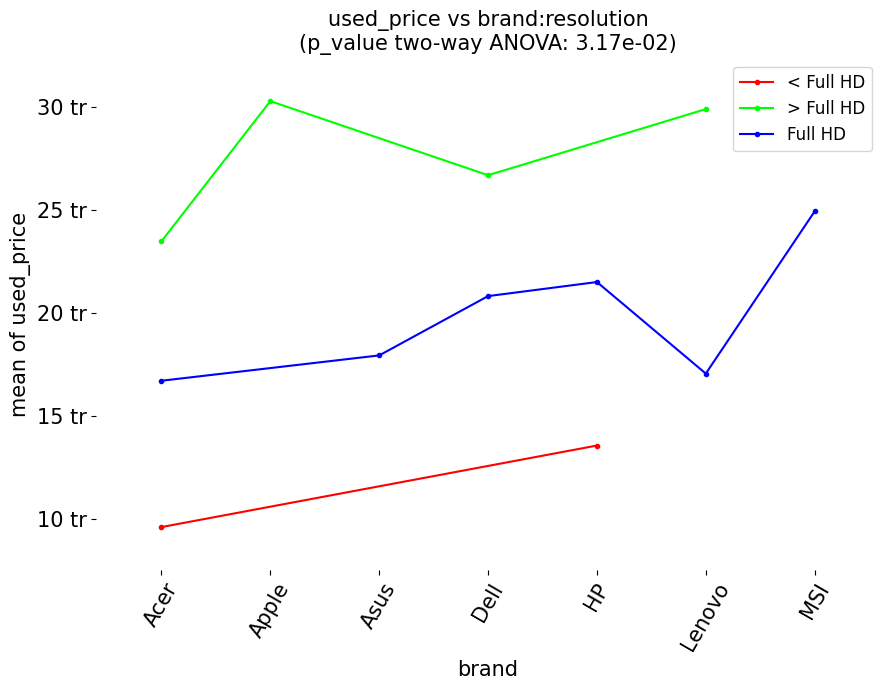 used_price vs brand:resolution
(p_value two-way ANOVA: 3.17e-02)
< Full HD
> Full HD
Full HD
mean of used_price
30 tr
25 tr
20 tr
15 tr
10 tr
Acer
Apple
Asus
Dell
HP
Lenovo
MSI
brand